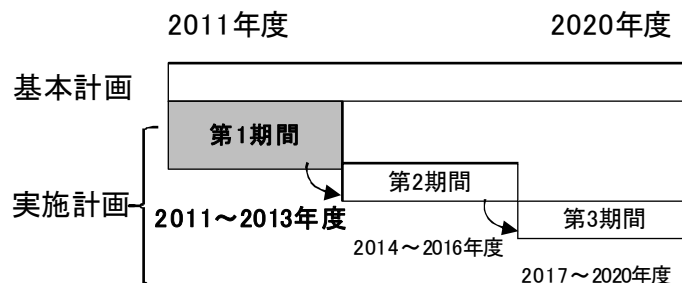 2011年度
2020年度
基本計画
第1期間
実施計画
第2期間
2011～2013年度
第3期間
2014～2016年度
2017～2020年度